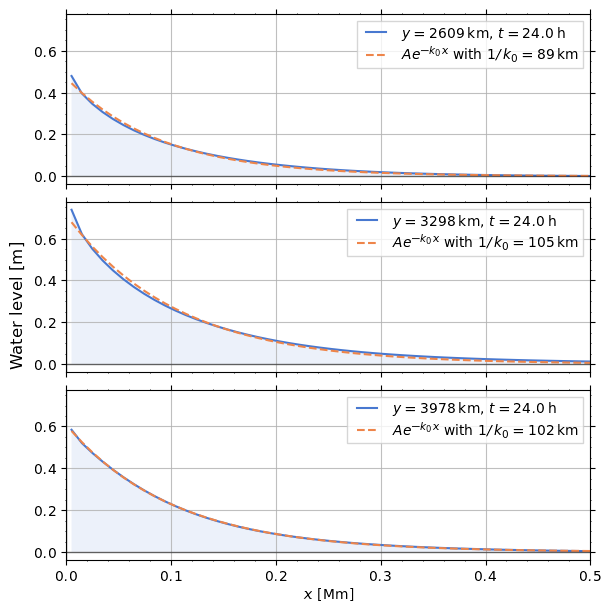 y = 2609 km, t = 24.0 h
Ae^{-k_0x} with 1/k_0 = 89 km
0.6
0.4
0.2
0.0
y = 3298 km, t = 24.0 h
Ae^{-k_0x} with 1/k_0 = 105 km
0.6
0.4
0.2
0.0
Water level [m]
y = 3978 km, t = 24.0 h
Ae^{-k_0x} with 1/k_0 = 102 km
0.6
0.4
0.2
0.0
0.0 0.1 0.2 0.3 0.4 0.5
x [Mm]